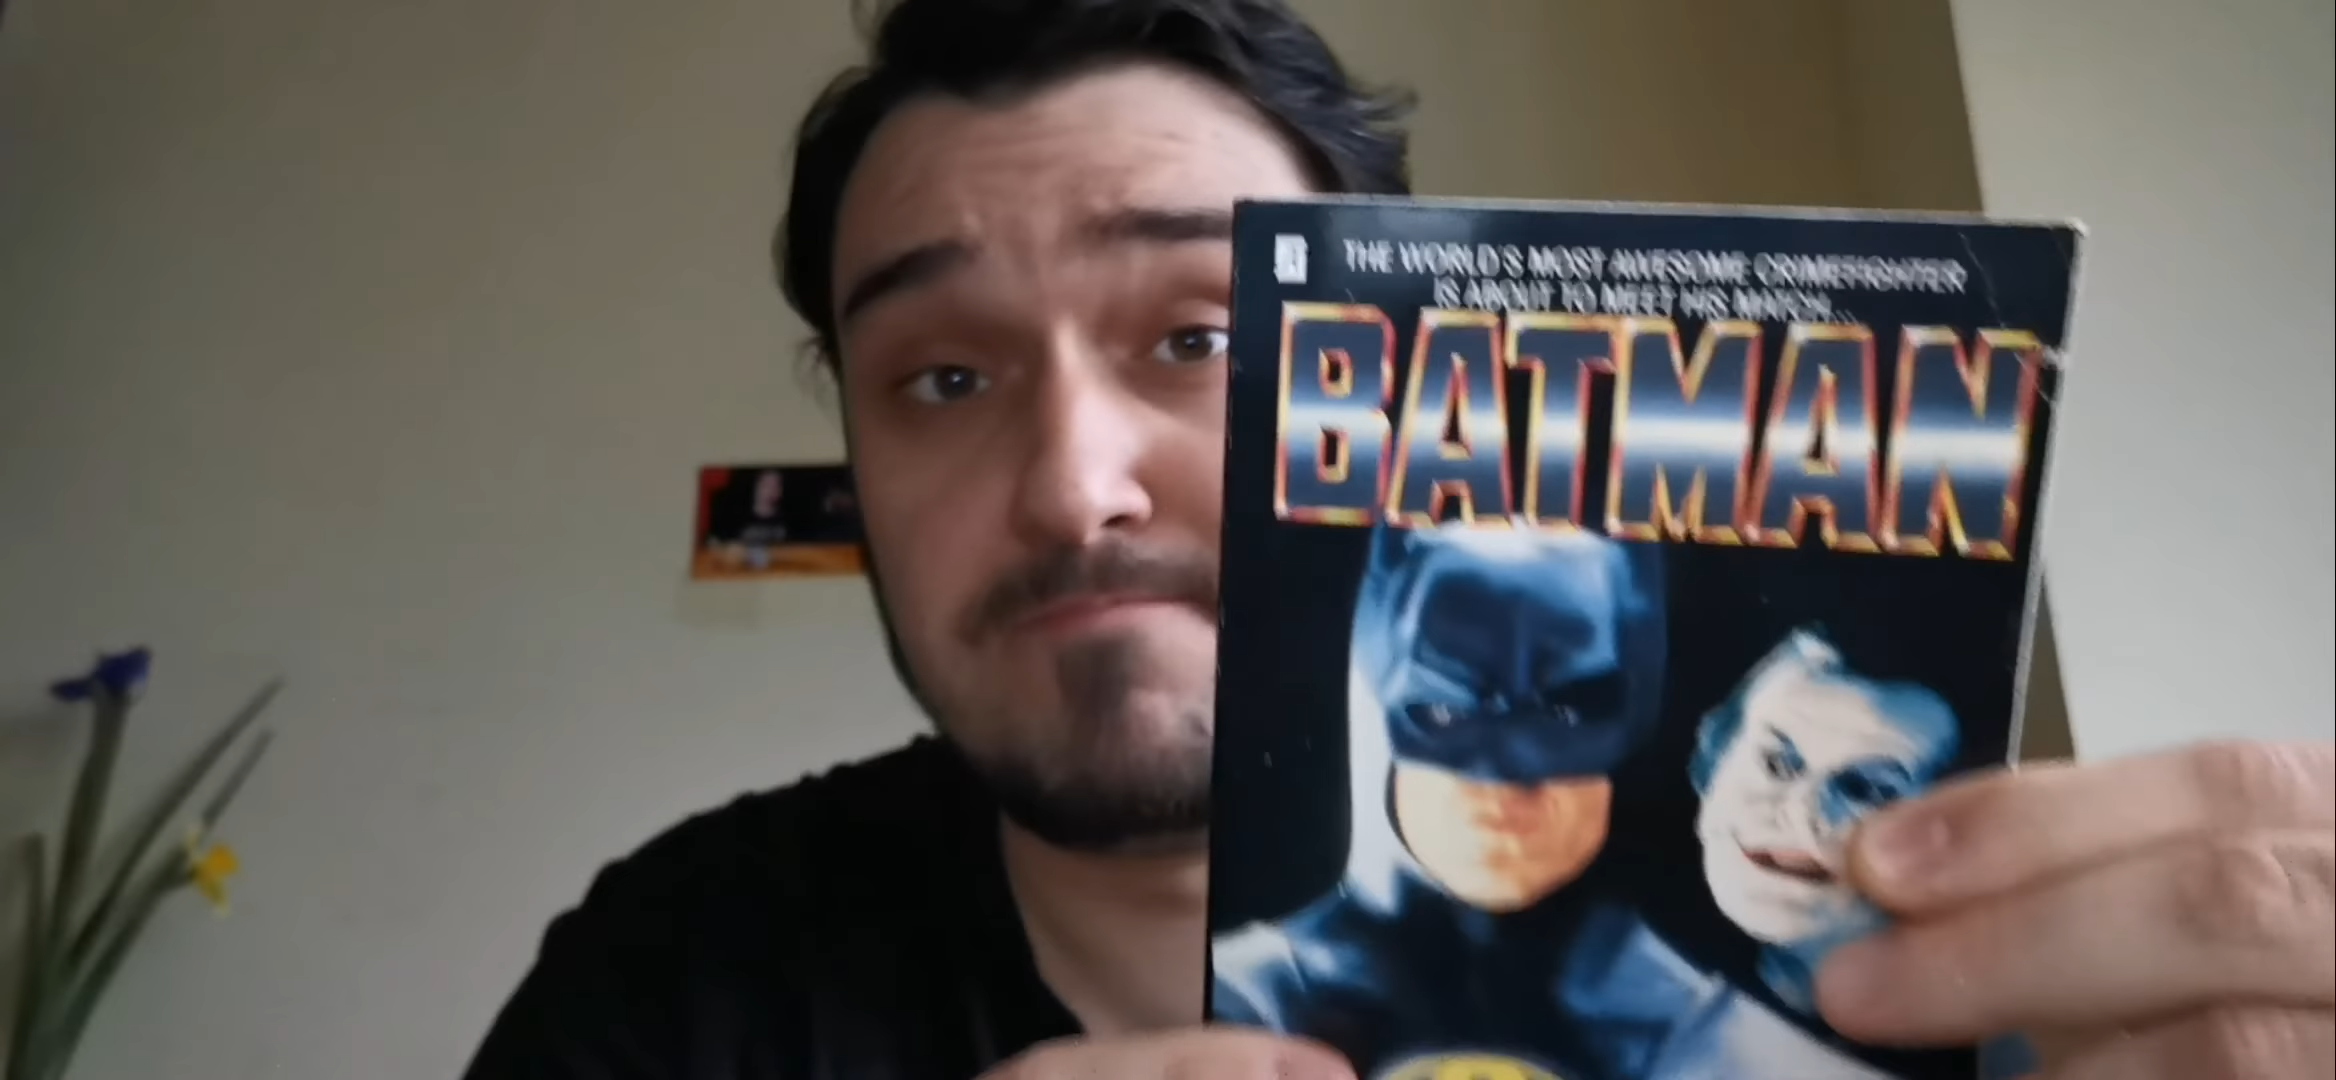 THE WORLD'S MOST AWESOME CRIMEFIGHTER
IS ABOUT TO MEET HIS MATCH...
BATMAN